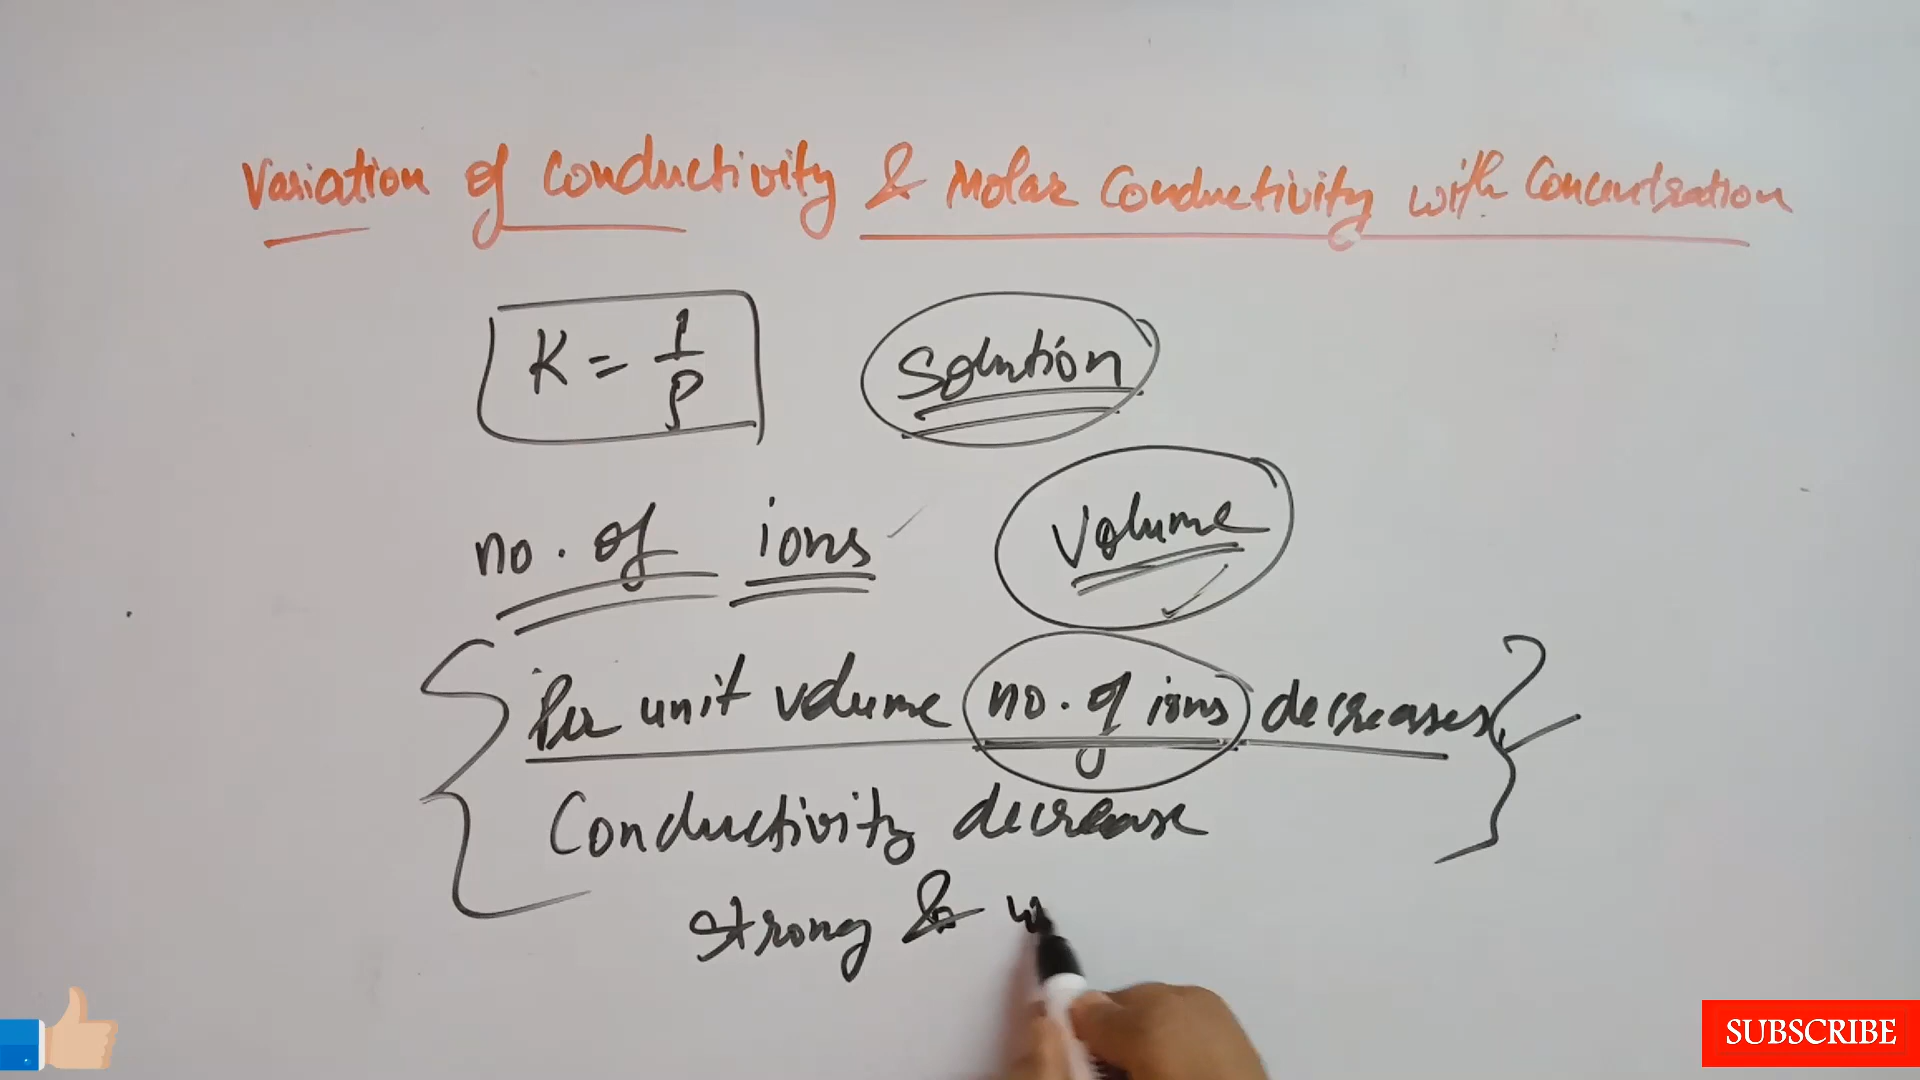 Variation of Conductivity & Molar Conductivity with Concentration
K = 1/ρ
Solution
no. of ions
Volume
Per unit volume no. of ions decreases
Conductivity decrease
strong & w
SUBSCRIBE